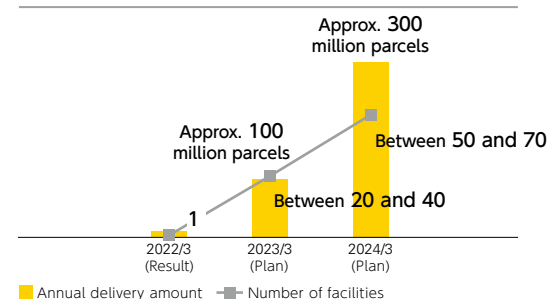 Approx. 300
million parcels
Approx. 100
million parcels
Between 50 and 70
Between 20 and 40
1
2022/3
(Result)
2023/3
(Plan)
2024/3
(Plan)
Annual delivery amount
Number of facilities